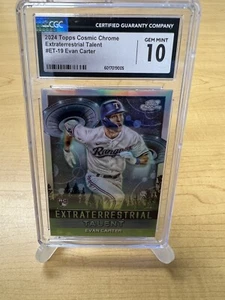 CGC
CERTIFIED GUARANTY COMPANY
2024 Topps Cosmic Chrome
Extraterrestrial Talent
#ET-19 Evan Carter
GEM MINT
10
Rangers
RC
EXTRATERRESTRIAL
TALENT
EVAN CARTER